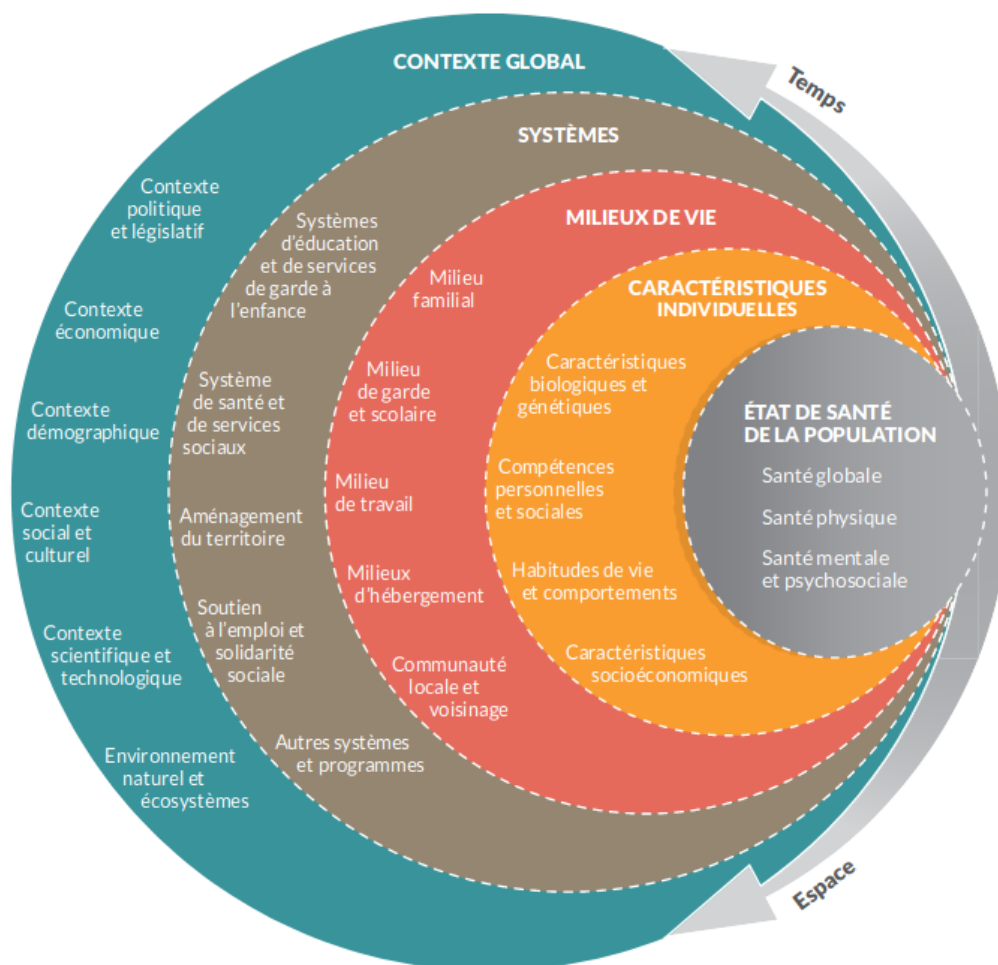 CONTEXTE GLOBAL
Contexte
politique
et législatif
Contexte
économique
Contexte
démographique
Contexte
social et
culturel
Contexte
scientifique et
technologique
Environnement
naturel et
écosystèmes
SYSTÈMES
Systèmes
d'éducation
et de services
de garde à
l'enfance
Système
de santé et
de services
sociaux
Aménagement
du territoire
Soutien
à l'emploi et
solidarité
sociale
Autres systèmes
et programmes
MILIEUX DE VIE
Milieu
familial
Milieu
de garde
et scolaire
Milieu
de travail
Milieux
d'hébergement
Communauté
locale et
voisinage
CARACTÉRISTIQUES
INDIVIDUELLES
Caractéristiques
biologiques et
génétiques
Compétences
personnelles
et sociales
Habitudes de vie
et comportements
Caractéristiques
socioéconomiques
ÉTAT DE SANTÉ
DE LA POPULATION
Santé globale
Santé physique
Santé mentale
et psychosociale
Temps
Espace